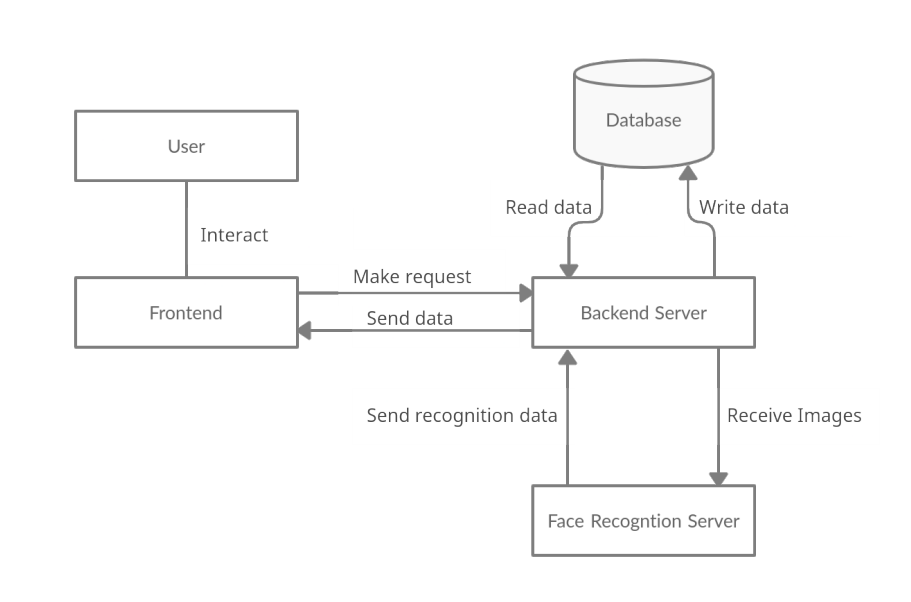 Database
User
Read data
Write data
Interact
Make request
Frontend
Send data
Backend Server
Send recognition data
Receive Images
Face Recogntion Server